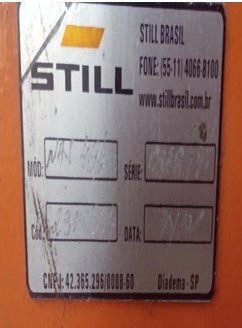 STILL
STILL BRASIL
FONE: (55-11) 4066-8100
www.stillbrasil.com.br
MOD:
SÉRIE:
Cód.
DATA:
CNPJ: 42.365.296/0008-60 Diadema - SP